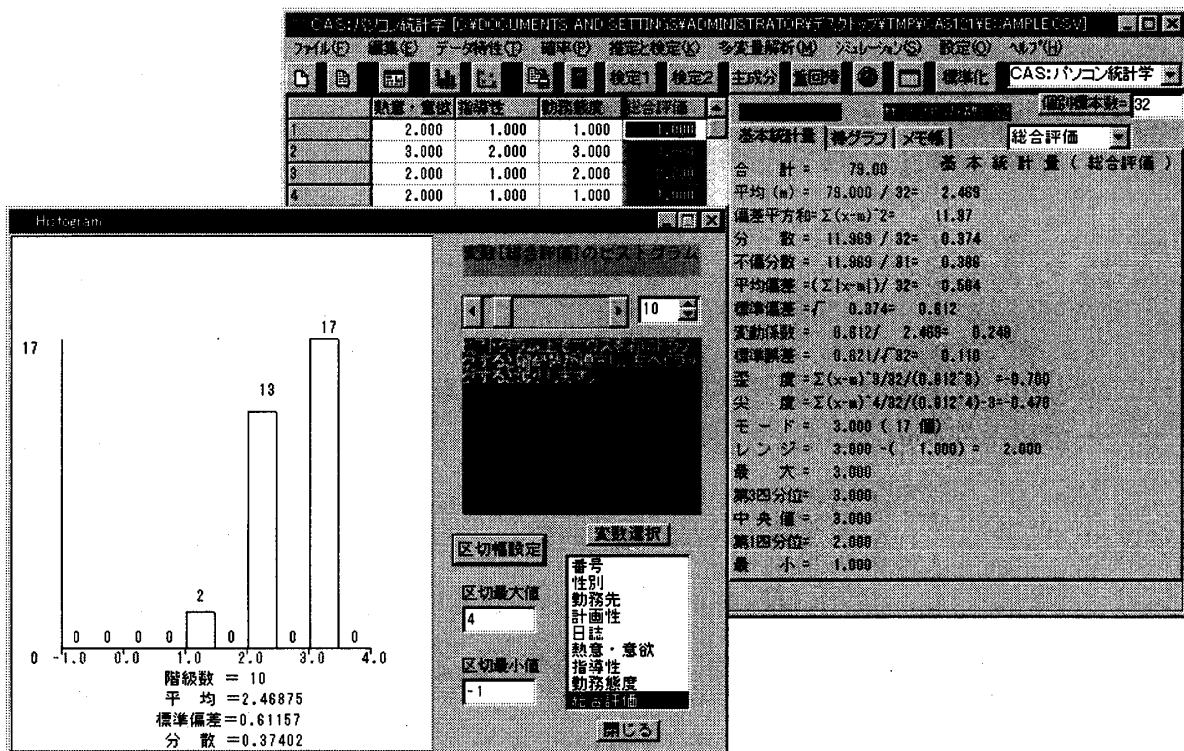 CAS:パソコン統計学 [C:¥DOCUMENTS AND SETTINGS¥ADMINISTRATOR¥デスクトップ¥TMP¥CAS101¥EXAMPLE.CSV]
ファイル(F) 編集(E) データ特性(T) 確率(P) 推定と検定(K) 多変量解析(M) シミュレーション(S) 設定(O) ヘルプ(H)
検定1 検定2 主成分 重回帰 標準化 CAS:パソコン統計学
熱意・意欲 指導性 勤務態度 総合評価
1 2.000 1.000 1.000 1.000
2 3.000 2.000 3.000
3 1.000 1.000 2.000
4 2.000 1.000 1.000
個別標本数= 32
基本統計量 棒グラフ メモ帳 総合評価
合 計 = 79.00 基 本 統 計 量 ( 総合評価 )
平均 (m) = 79.000 / 32= 2.469
偏差平方和=Σ(x-m)^2= 11.97
分 散 = 11.969 / 32= 0.374
不偏分散 = 11.969 / 31= 0.386
平均偏差 =(Σ|x-m|)/ 32= 0.564
標準偏差 =√ 0.374= 0.612
変動係数 = 0.612/ 2.469= 0.248
標準誤差 = 0.621/√32= 0.110
歪 度 =Σ(x-m)^3/32/(0.612^3) =-0.700
尖 度 =Σ(x-m)^4/32/(0.612^4)-3=-0.476
モ ー ド = 3.000 ( 17 個)
レ ン ジ = 3.000 -( 1.000) = 2.000
最 大 = 3.000
第3四分位= 3.000
中 央 値 = 3.000
第1四分位= 2.000
最 小 = 1.000
Histogram
変数[総合評価]のヒストグラム
10
17
17
13
2
0 0 0 0 0 0 0
0 -1.0 0.0 1.0 2.0 3.0 4.0
階級数 = 10
平 均 =2.46875
標準偏差=0.61157
分 散 =0.37402
区切幅設定
区切最大値
4
区切最小値
-1
変数選択
番号
性別
勤務先
計画性
日誌
熱意・意欲
指導性
勤務態度
総合評価
閉じる